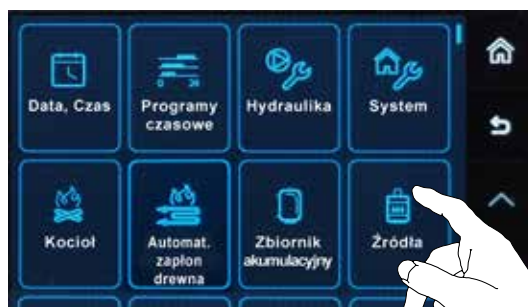 Data, Czas
Programy
czasowe
Hydraulika
System
Kocioł
Automat.
zapłon
drewna
Zbiornik
akumulacyjny
Źródła